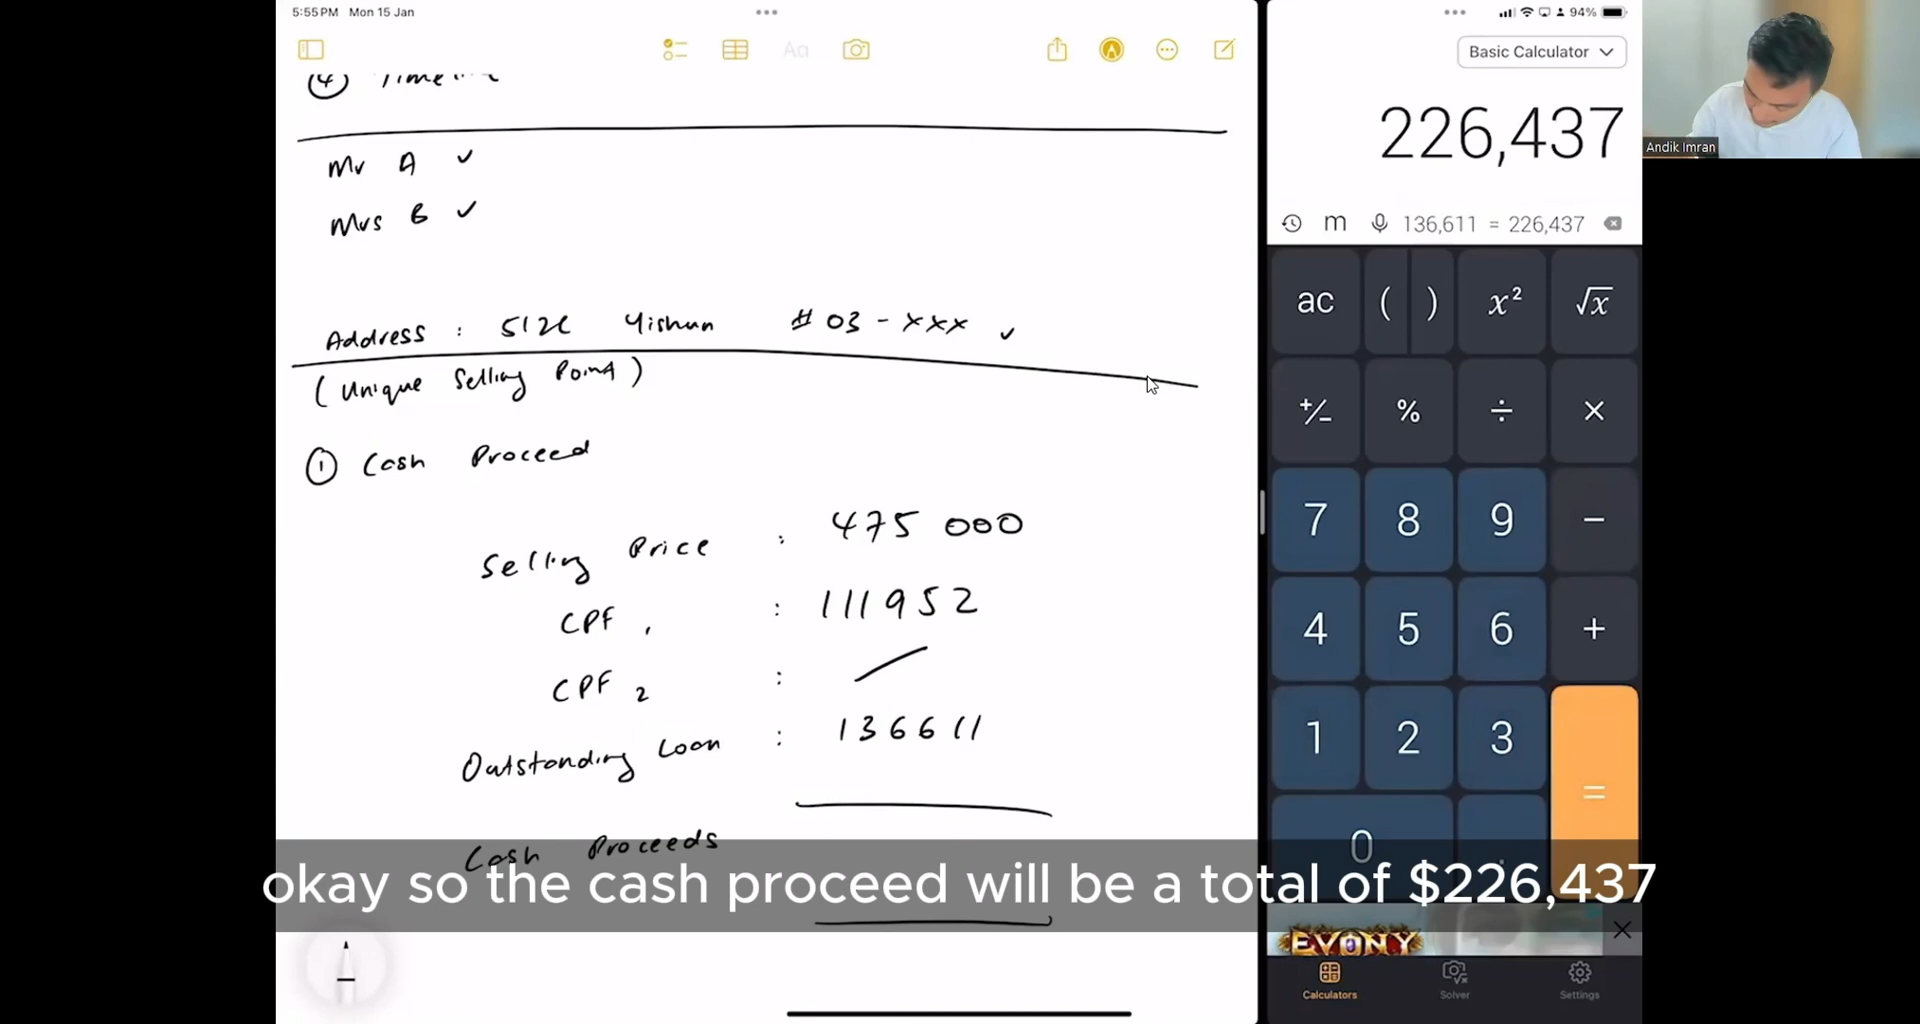 5:55 PM Mon 15 Jan
94%
Aa
Basic Calculator
226,437
Andik Imran
m 136,611 = 226,437
(4) Timeline
Mr A ✓
Mrs B ✓
Address : 512C Yishun # 03 - xxx ✓
(Unique Selling Point)
① Cash Proceed
Selling Price : 475 000
CPF 1 : 111952
CPF 2 : /
Outstanding Loan : 136611
Cash Proceeds
okay so the cash proceed will be a total of $226,437
ac ( ) x² √x
+/- % ÷ ×
7 8 9 −
4 5 6 +
1 2 3 =
0 .
EVONY
Calculators Solver Settings